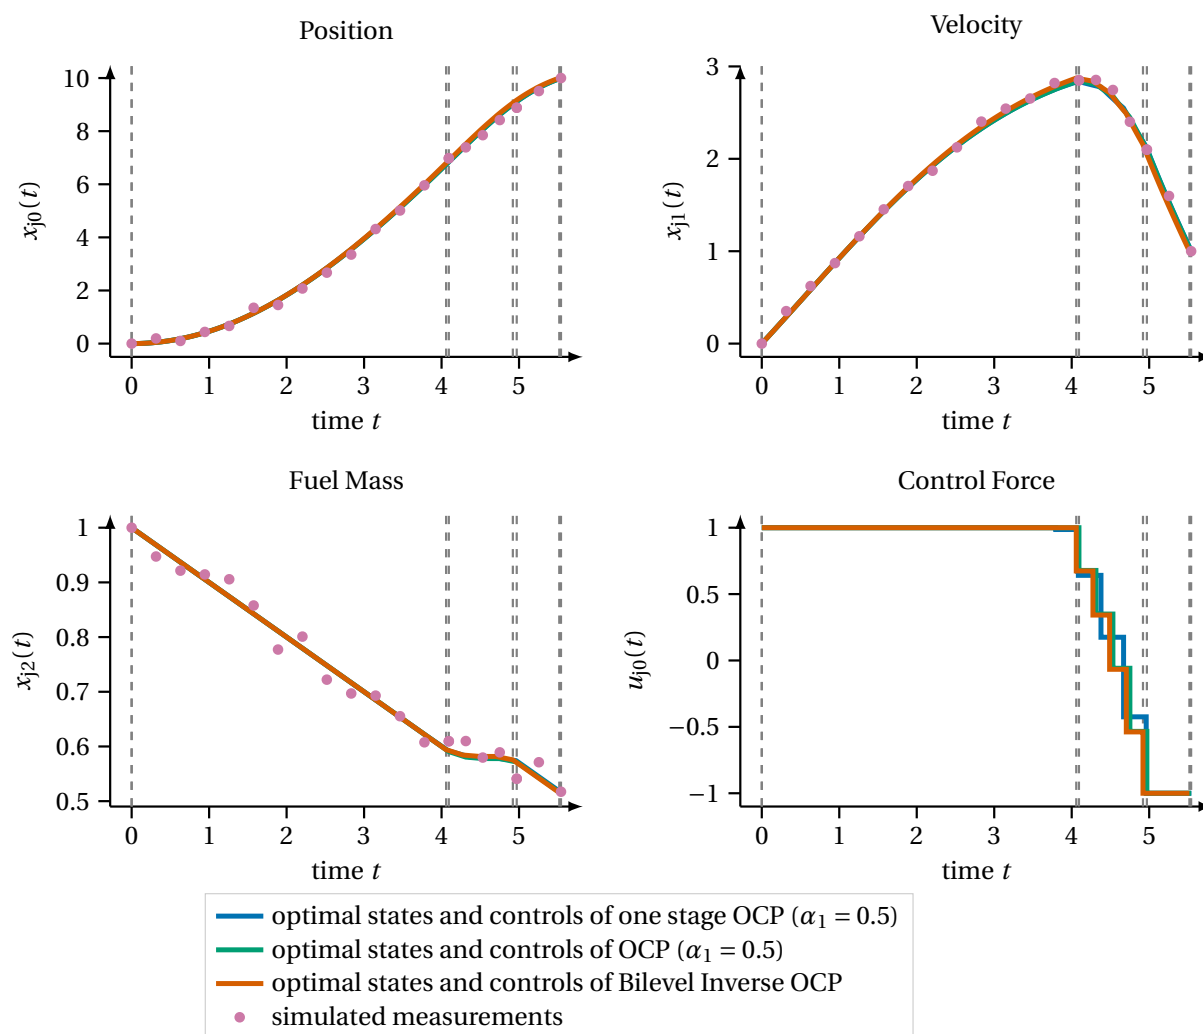 Position
10
8
6
4
2
0
x_{j0}(t)
0 1 2 3 4 5
time t
Velocity
3
2
1
0
x_{j1}(t)
0 1 2 3 4 5
time t
Fuel Mass
1
0.9
0.8
0.7
0.6
0.5
x_{j2}(t)
0 1 2 3 4 5
time t
Control Force
1
0.5
0
−0.5
−1
u_{j0}(t)
0 1 2 3 4 5
time t
optimal states and controls of one stage OCP (α₁ = 0.5)
optimal states and controls of OCP (α₁ = 0.5)
optimal states and controls of Bilevel Inverse OCP
simulated measurements